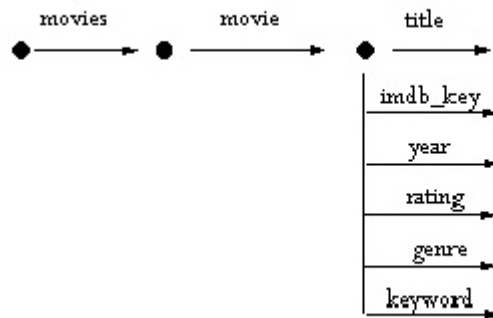 movies movie title
imdb_key
year
rating
genre
keyword